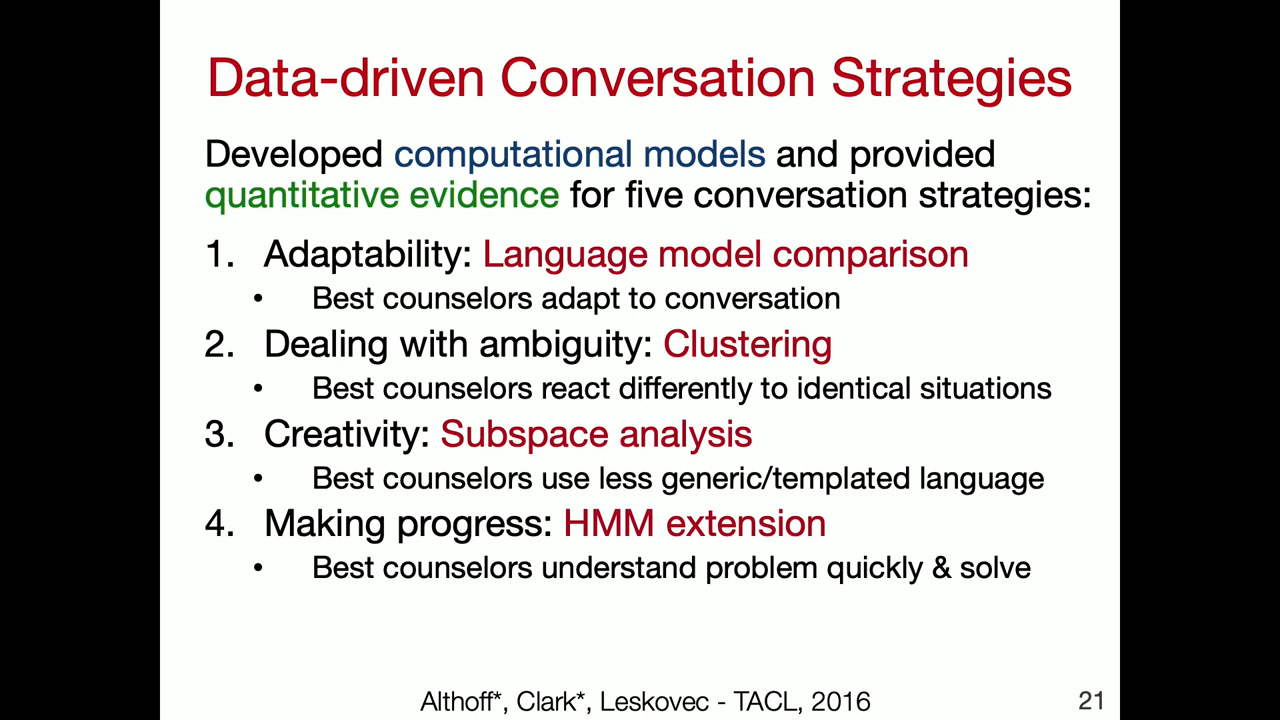 Data-driven Conversation Strategies
Developed computational models and provided
quantitative evidence for five conversation strategies:
1. Adaptability: Language model comparison
• Best counselors adapt to conversation
2. Dealing with ambiguity: Clustering
• Best counselors react differently to identical situations
3. Creativity: Subspace analysis
• Best counselors use less generic/templated language
4. Making progress: HMM extension
• Best counselors understand problem quickly & solve
Althoff*, Clark*, Leskovec - TACL, 2016
21